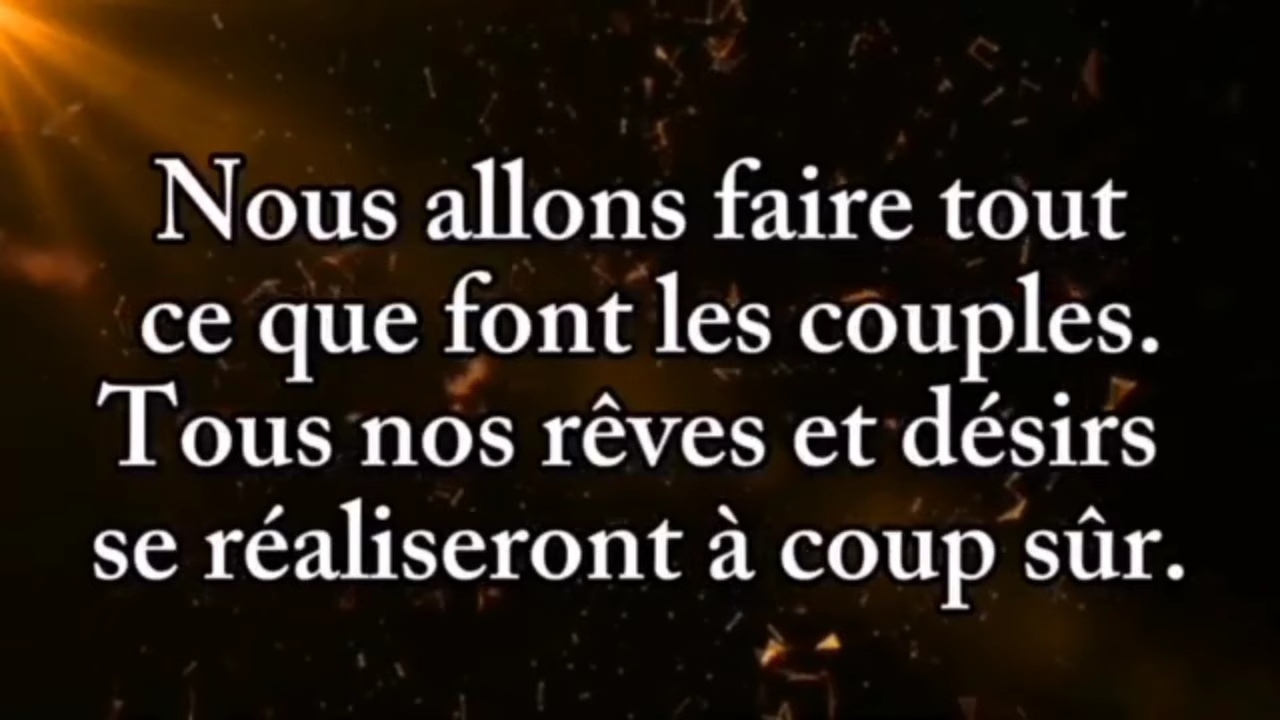 Nous allons faire tout
ce que font les couples.
Tous nos rêves et désirs
se réaliseront à coup sûr.